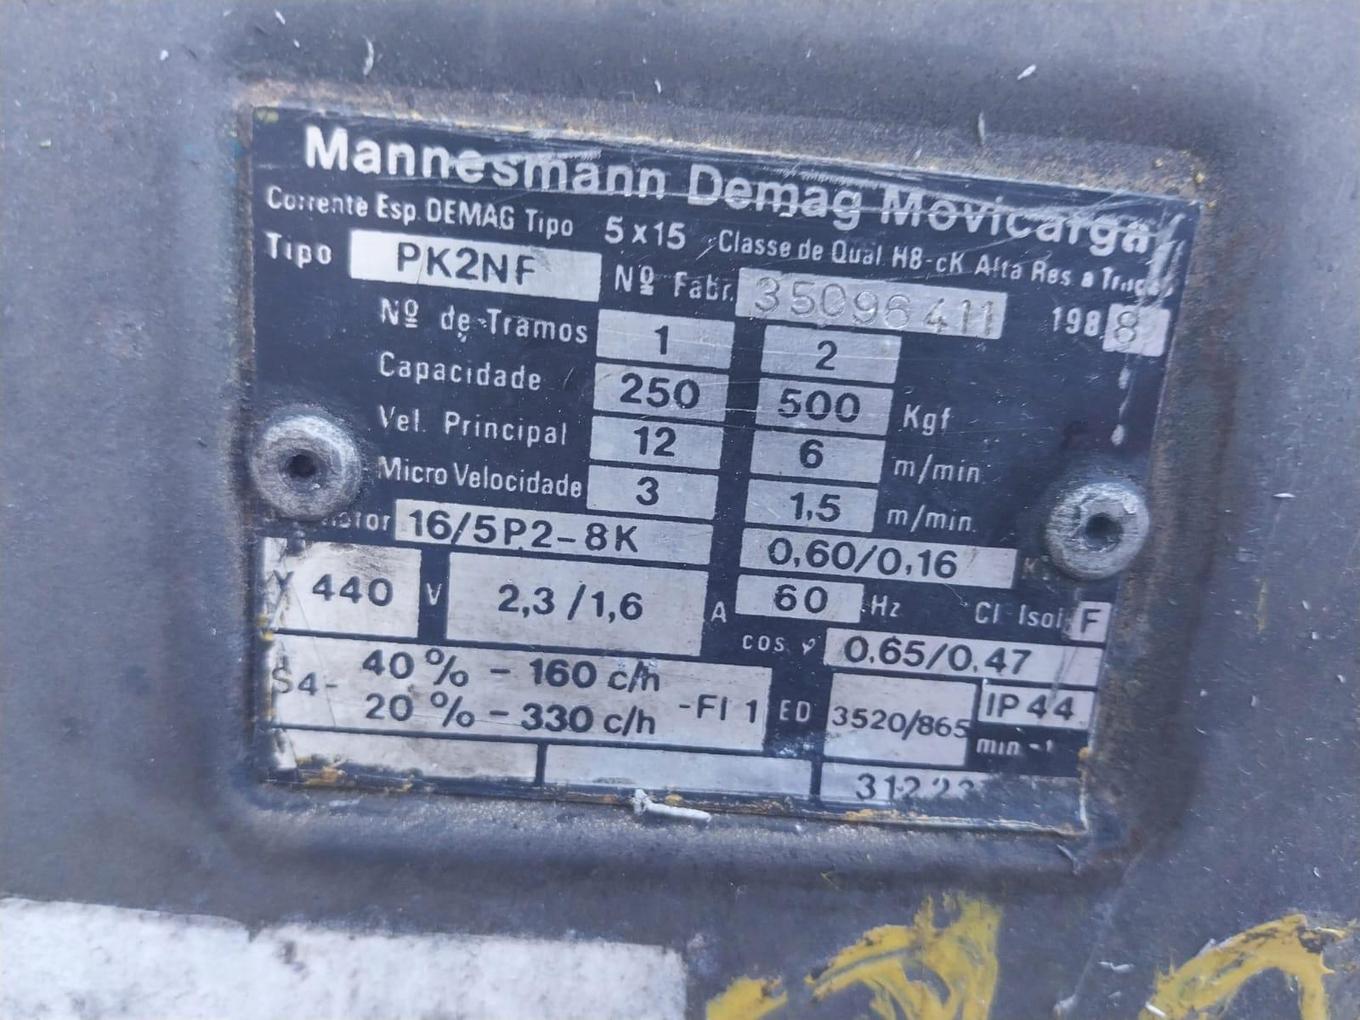 Mannesmann Demag Movicarga
Corrente Esp. DEMAG Tipo 5x15 Classe de Qual H8-cK Alta Res a
Tipo PK2NF Nº Fabr. 35096411 1988
Nº de Tramos 1 2
Capacidade 250 500 Kgf
Vel. Principal 12 6 m/min
Micro Velocidade 3 1,5 m/min.
16/5P2-8K 0,60/0,16
Y 440 V 2,3/1,6 A 60 Hz Cl Isol F
cos φ 0.65/0.47
S4- 40% - 160 c/h
20% - 330 c/h -FI 1 ED 3520/865 min -1 IP 44